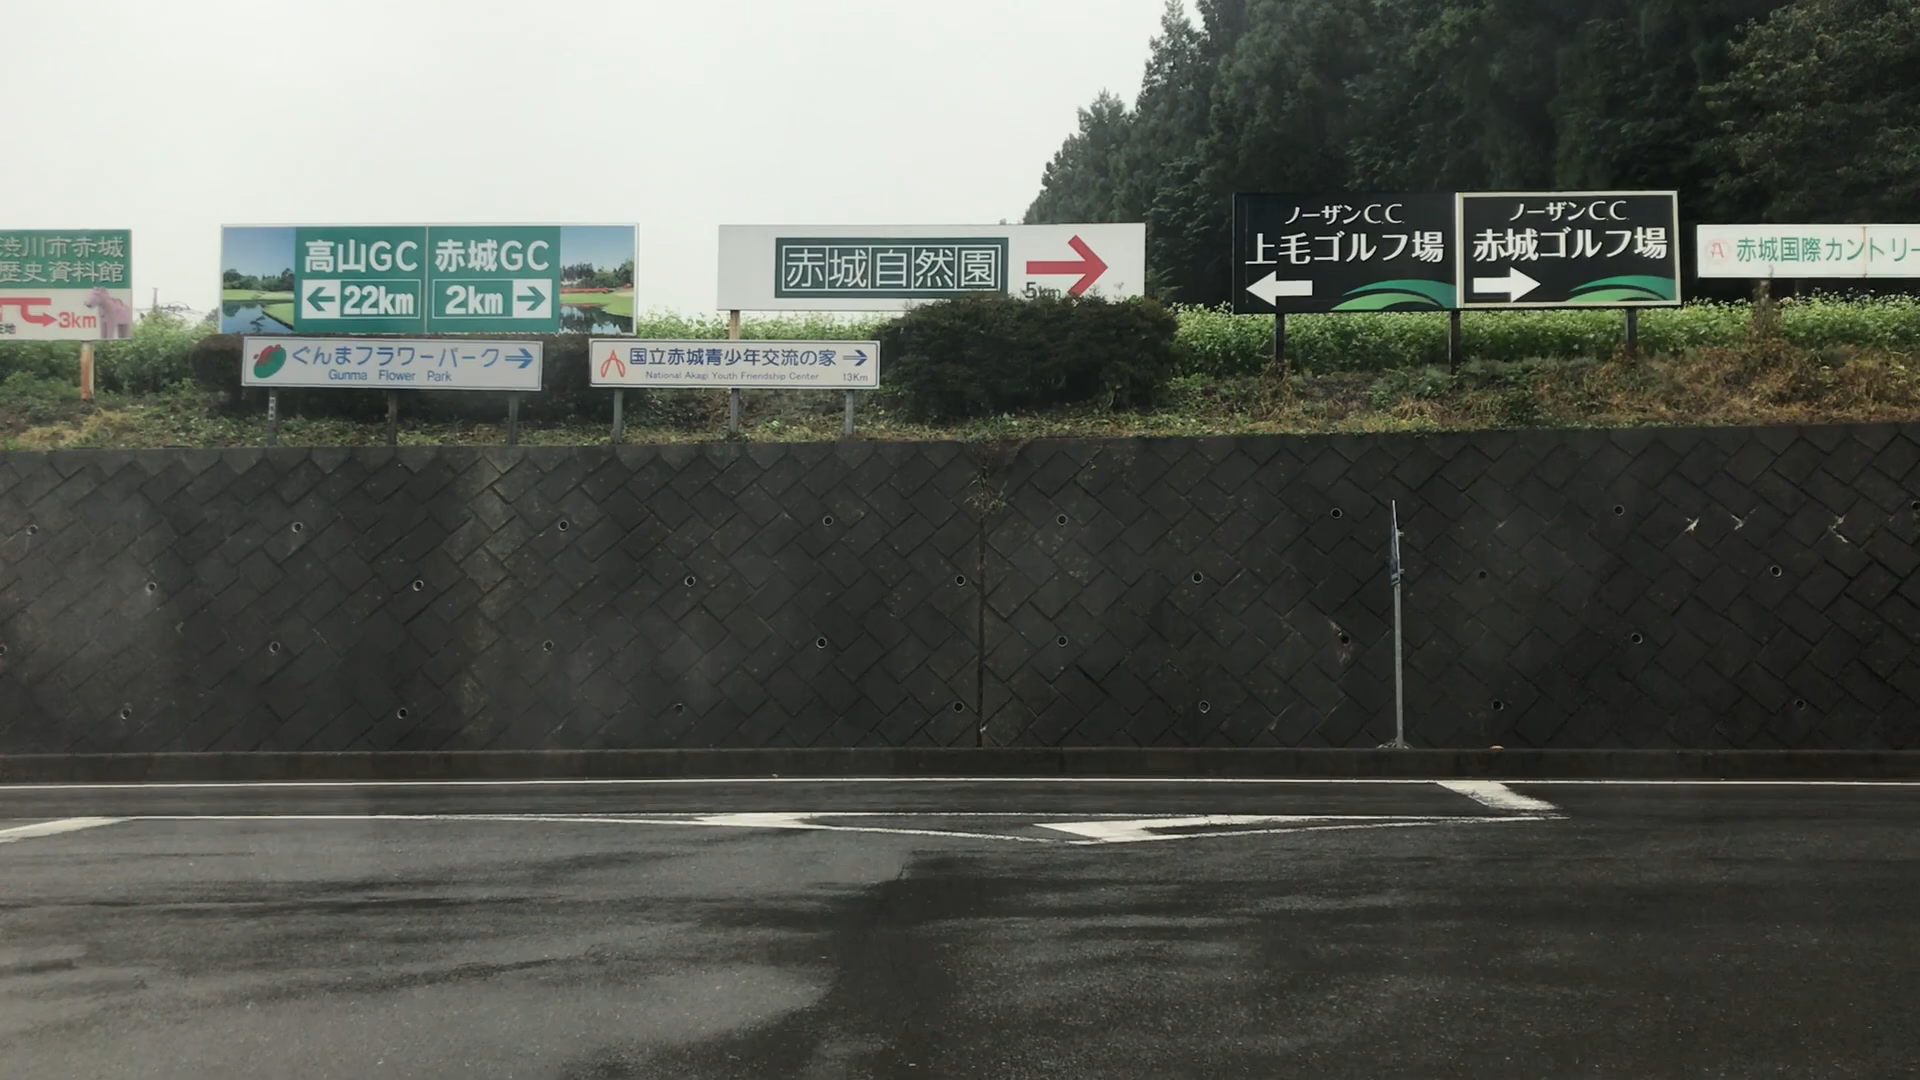 渋川市赤城
歴史資料館
3km
高山GC
22km
赤城GC
2km
ぐんまフラワーパーク
Gunma Flower Park
赤城自然園
5km
国立赤城青少年交流の家
National Akagi Youth Friendship Center 13Km
ノーザンCC
上毛ゴルフ場
ノーザンCC
赤城ゴルフ場
赤城国際カントリー